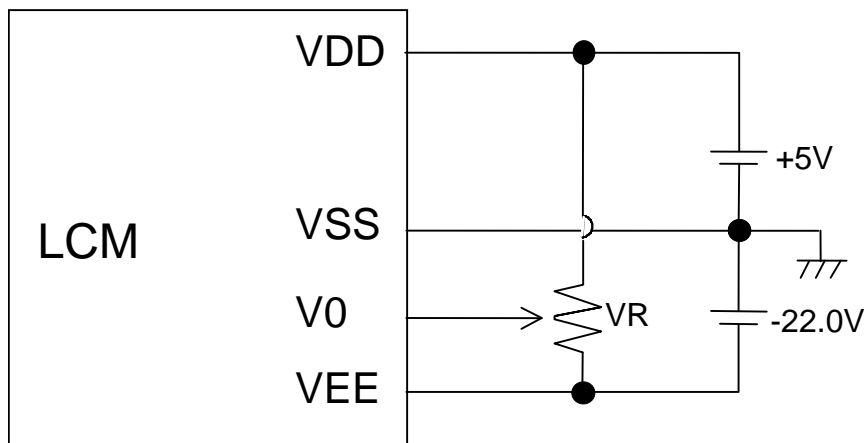 VDD
+5V
VSS
LCM
V0
VR
-22.0V
VEE